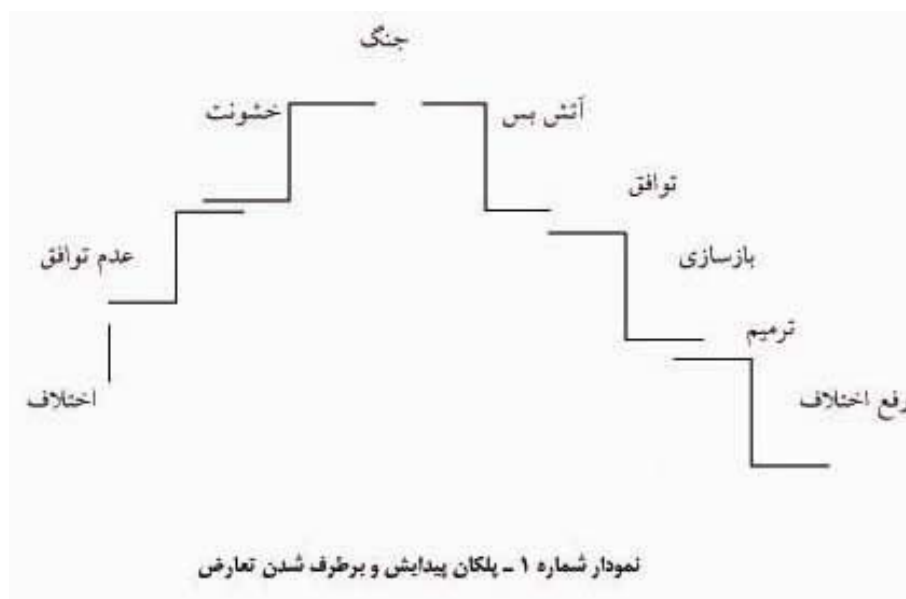 جنگ
خشونت
آتش بس
توافق
عدم توافق
بازسازی
ترمیم
اختلاف
رفع اختلاف
نمودار شماره ۱ ـ پلکان پیدایش و برطرف شدن تعارض